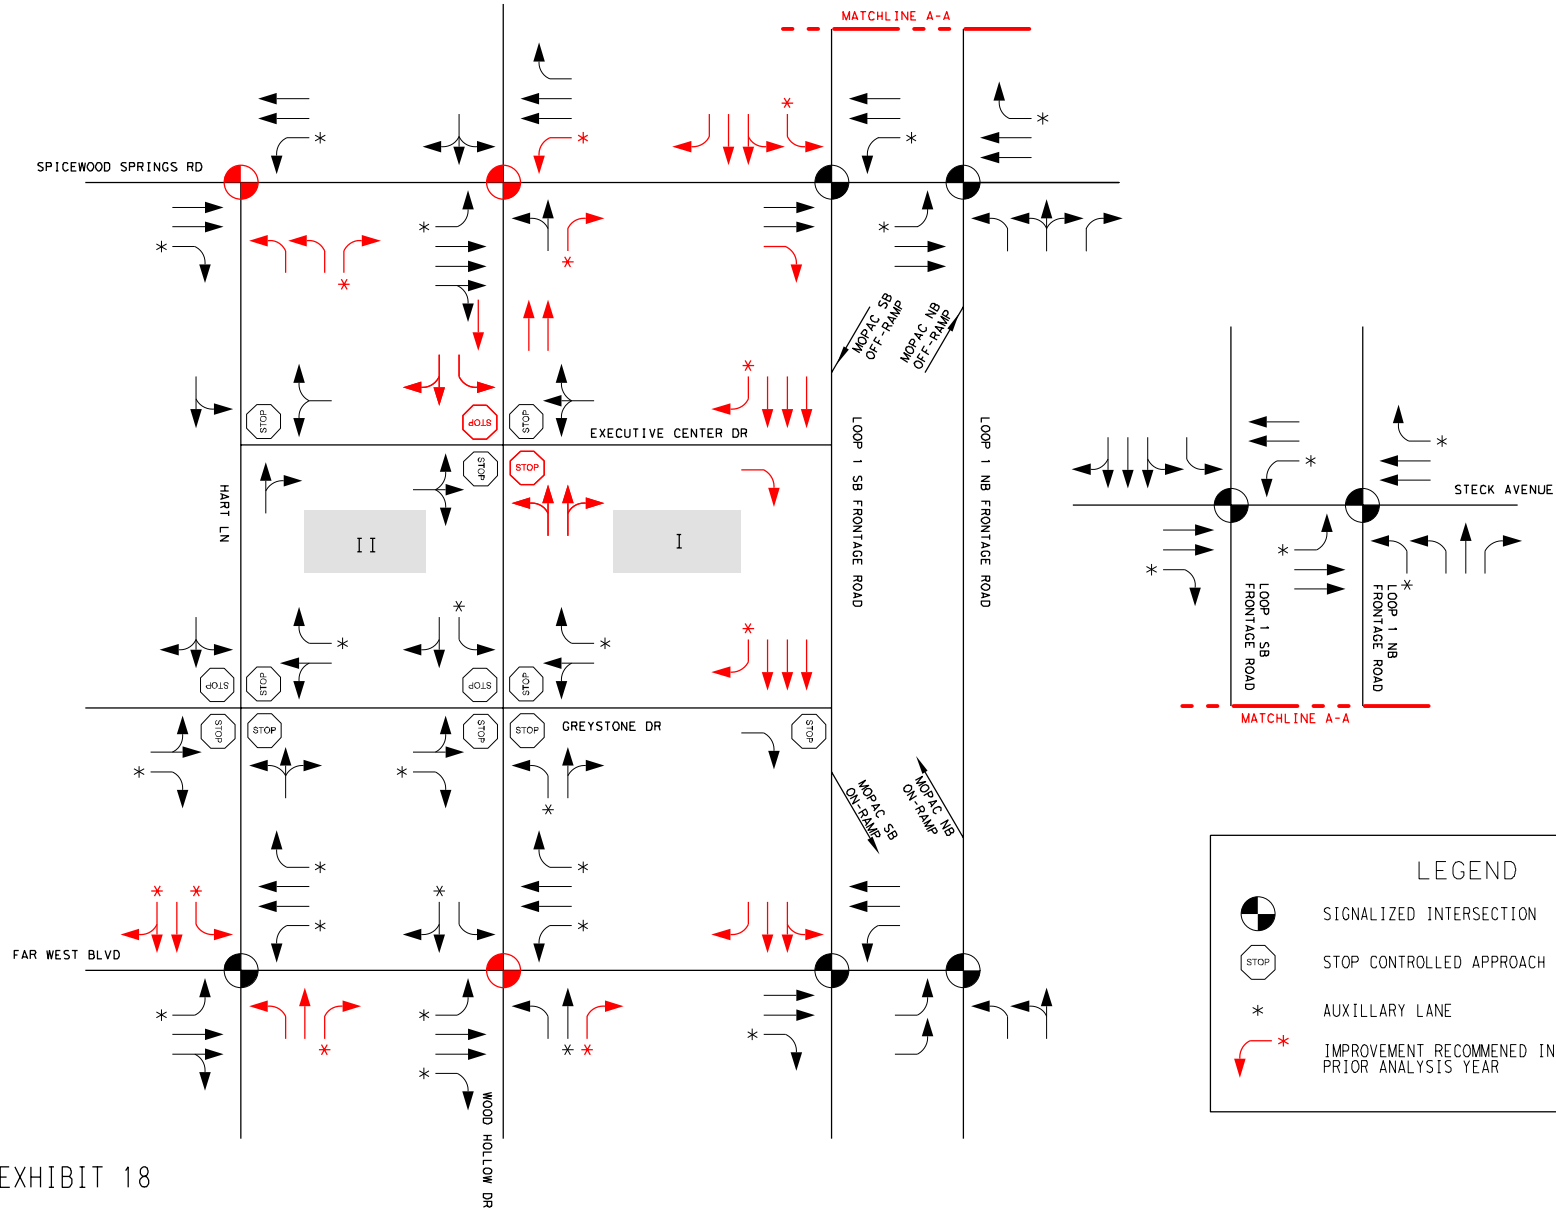 MATCHLINE A-A
SPICEWOOD SPRINGS RD
MOPAC SB
OFF-RAMP
MOPAC NB
OFF-RAMP
STOP
STOP
STOP
EXECUTIVE CENTER DR
STOP
STOP
HART LN
LOOP 1 SB FRONTAGE ROAD
LOOP 1 NB FRONTAGE ROAD
STECK AVENUE
II
I
LOOP 1 SB
FRONTAGE ROAD
LOOP 1 NB
FRONTAGE ROAD
MATCHLINE A-A
STOP
STOP
STOP
STOP
STOP
STOP
STOP
STOP
GREYSTONE DR
STOP
MOPAC SB
ON-RAMP
MOPAC NB
ON-RAMP
FAR WEST BLVD
WOOD HOLLOW DR
LEGEND
SIGNALIZED INTERSECTION
STOP
STOP CONTROLLED APPROACH
* AUXILLARY LANE
* IMPROVEMENT RECOMMENED IN
PRIOR ANALYSIS YEAR
EXHIBIT 18